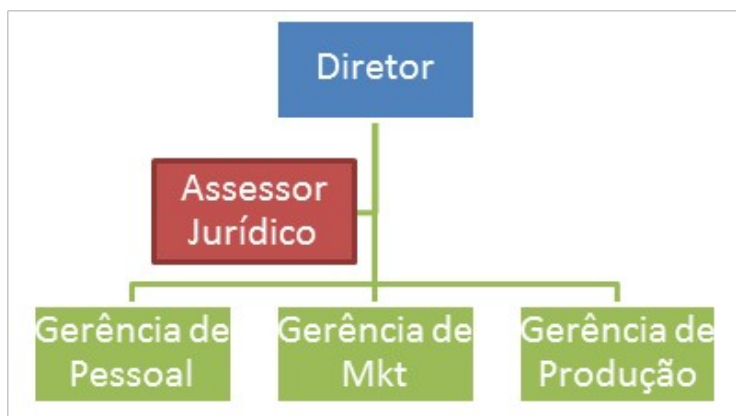 Diretor
Assessor
Jurídico
Gerência de
Pessoal
Gerência de
Mkt
Gerência de
Produção